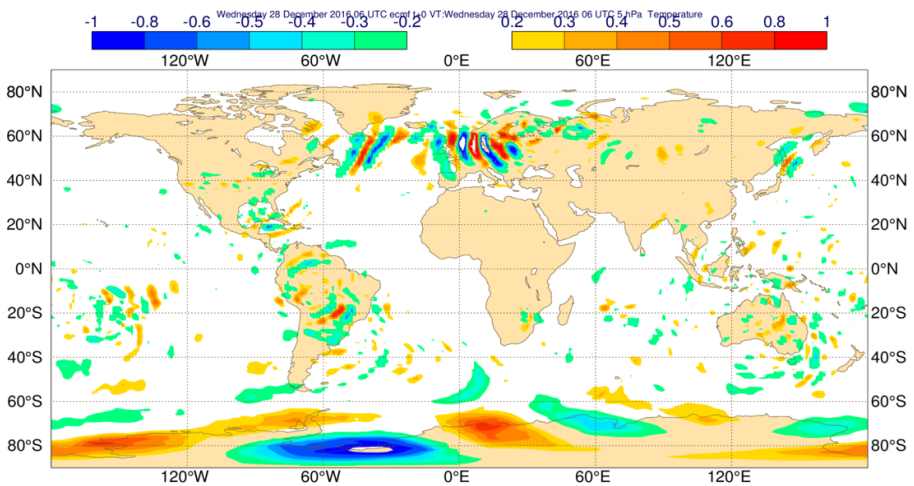 Wednesday 28 December 2016 06 UTC ecmf t+0 VT:Wednesday 28 December 2016 06 UTC 5 hPa Temperature
-1 -0.8 -0.6 -0.5 -0.4 -0.3 -0.2 0.2 0.3 0.4 0.5 0.6 0.8 1
120°W 60°W 0°E 60°E 120°E
80°N 80°N
60°N 60°N
40°N 40°N
20°N 20°N
0°N 0°N
20°S 20°S
40°S 40°S
60°S 60°S
80°S 80°S
120°W 60°W 0°E 60°E 120°E